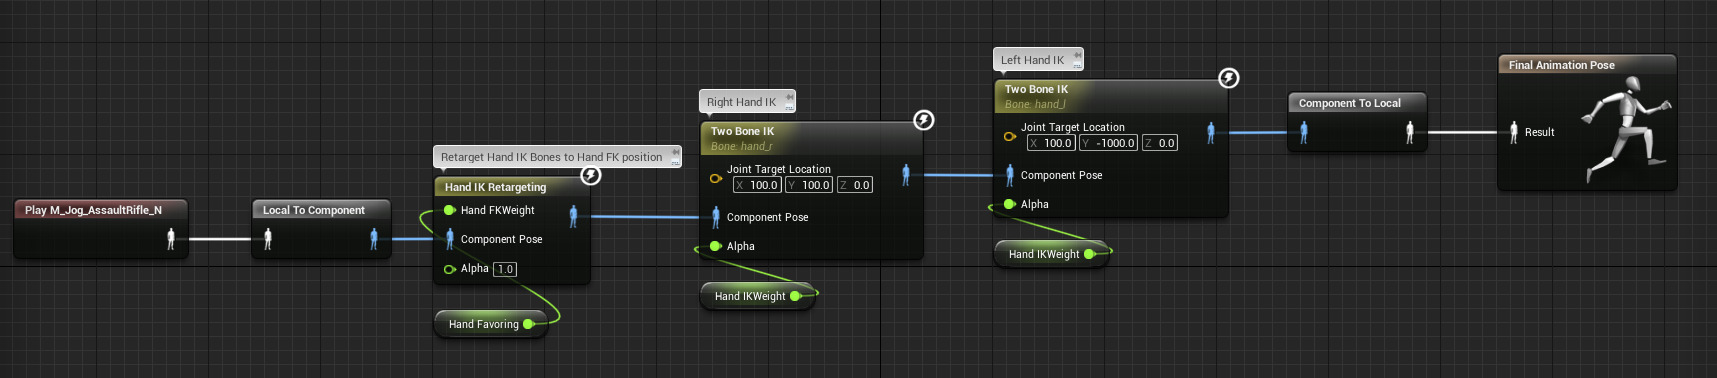 Play M_Jog_AssaultRifle_N
Local To Component
Retarget Hand IK Bones to Hand FK position
Hand IK Retargeting
Hand FKWeight
Component Pose
Alpha 1.0
Hand Favoring
Right Hand IK
Two Bone IK
Bone: hand_r
Joint Target Location
X 100.0 Y 100.0 Z 0.0
Component Pose
Alpha
Hand IKWeight
Left Hand IK
Two Bone IK
Bone: hand_l
Joint Target Location
X 100.0 Y -1000.0 Z 0.0
Component Pose
Alpha
Hand IKWeight
Component To Local
Final Animation Pose
Result